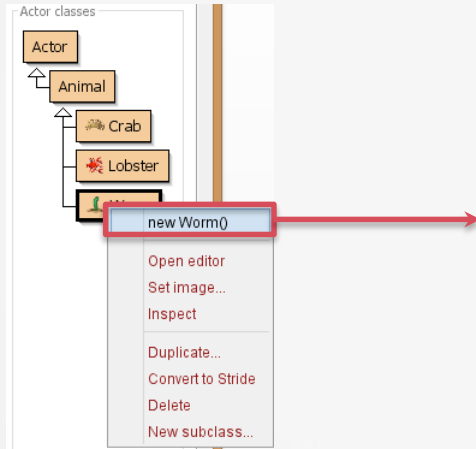 Actor classes
Actor
Animal
Crab
Lobster
new Worm()
Open editor
Set image...
Inspect
Duplicate...
Convert to Stride
Delete
New subclass...